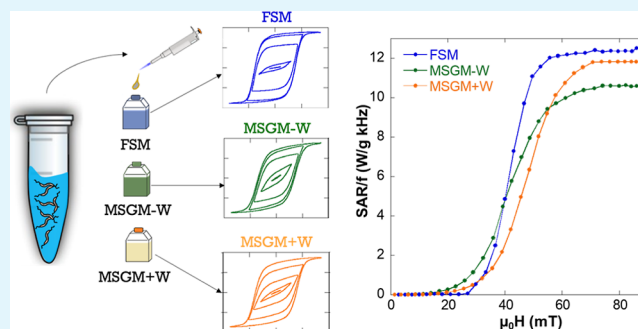 FSM
FSM
MSGM-W
MSGM-W
MSGM+W
MSGM+W
SAR/f (W/g kHz)
12
10
8
6
4
2
0
FSM
MSGM-W
MSGM+W
0 20 40 60 80
μ₀H (mT)